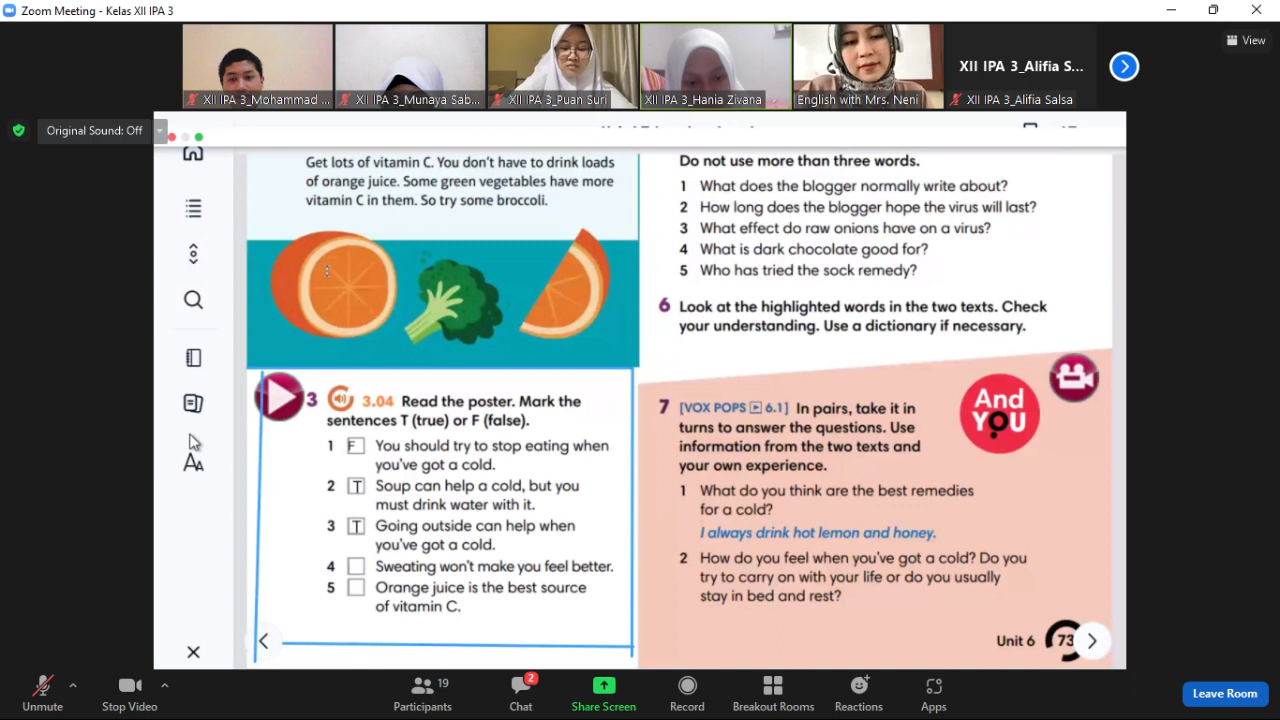 Zoom Meeting - Kelas XII IPA 3
View
XII IPA 3_Mohammad ...
XII IPA 3_Munaya Sab...
XII IPA 3_Puan Suri
XII IPA 3_Hania Zivana
English with Mrs. Neni
XII IPA 3_Alifia S...
XII IPA 3_Alifia Salsa
Original Sound: Off
Get lots of vitamin C. You don't have to drink loads
of orange juice. Some green vegetables have more
vitamin C in them. So try some broccoli.
3 3.04 Read the poster. Mark the
sentences T (true) or F (false).
1 F You should try to stop eating when
you've got a cold.
2 T Soup can help a cold, but you
must drink water with it.
3 T Going outside can help when
you've got a cold.
4 Sweating won't make you feel better.
5 Orange juice is the best source
of vitamin C.
Do not use more than three words.
1 What does the blogger normally write about?
2 How long does the blogger hope the virus will last?
3 What effect do raw onions have on a virus?
4 What is dark chocolate good for?
5 Who has tried the sock remedy?
6 Look at the highlighted words in the two texts. Check
your understanding. Use a dictionary if necessary.
And
YOU
7 [VOX POPS 6.1] In pairs, take it in
turns to answer the questions. Use
information from the two texts and
your own experience.
1 What do you think are the best remedies
for a cold?
I always drink hot lemon and honey.
2 How do you feel when you've got a cold? Do you
try to carry on with your life or do you usually
stay in bed and rest?
Unit 6 73
AA
Unmute
Stop Video
19
Participants
2
Chat
Share Screen
Record
Breakout Rooms
Reactions
Apps
Leave Room